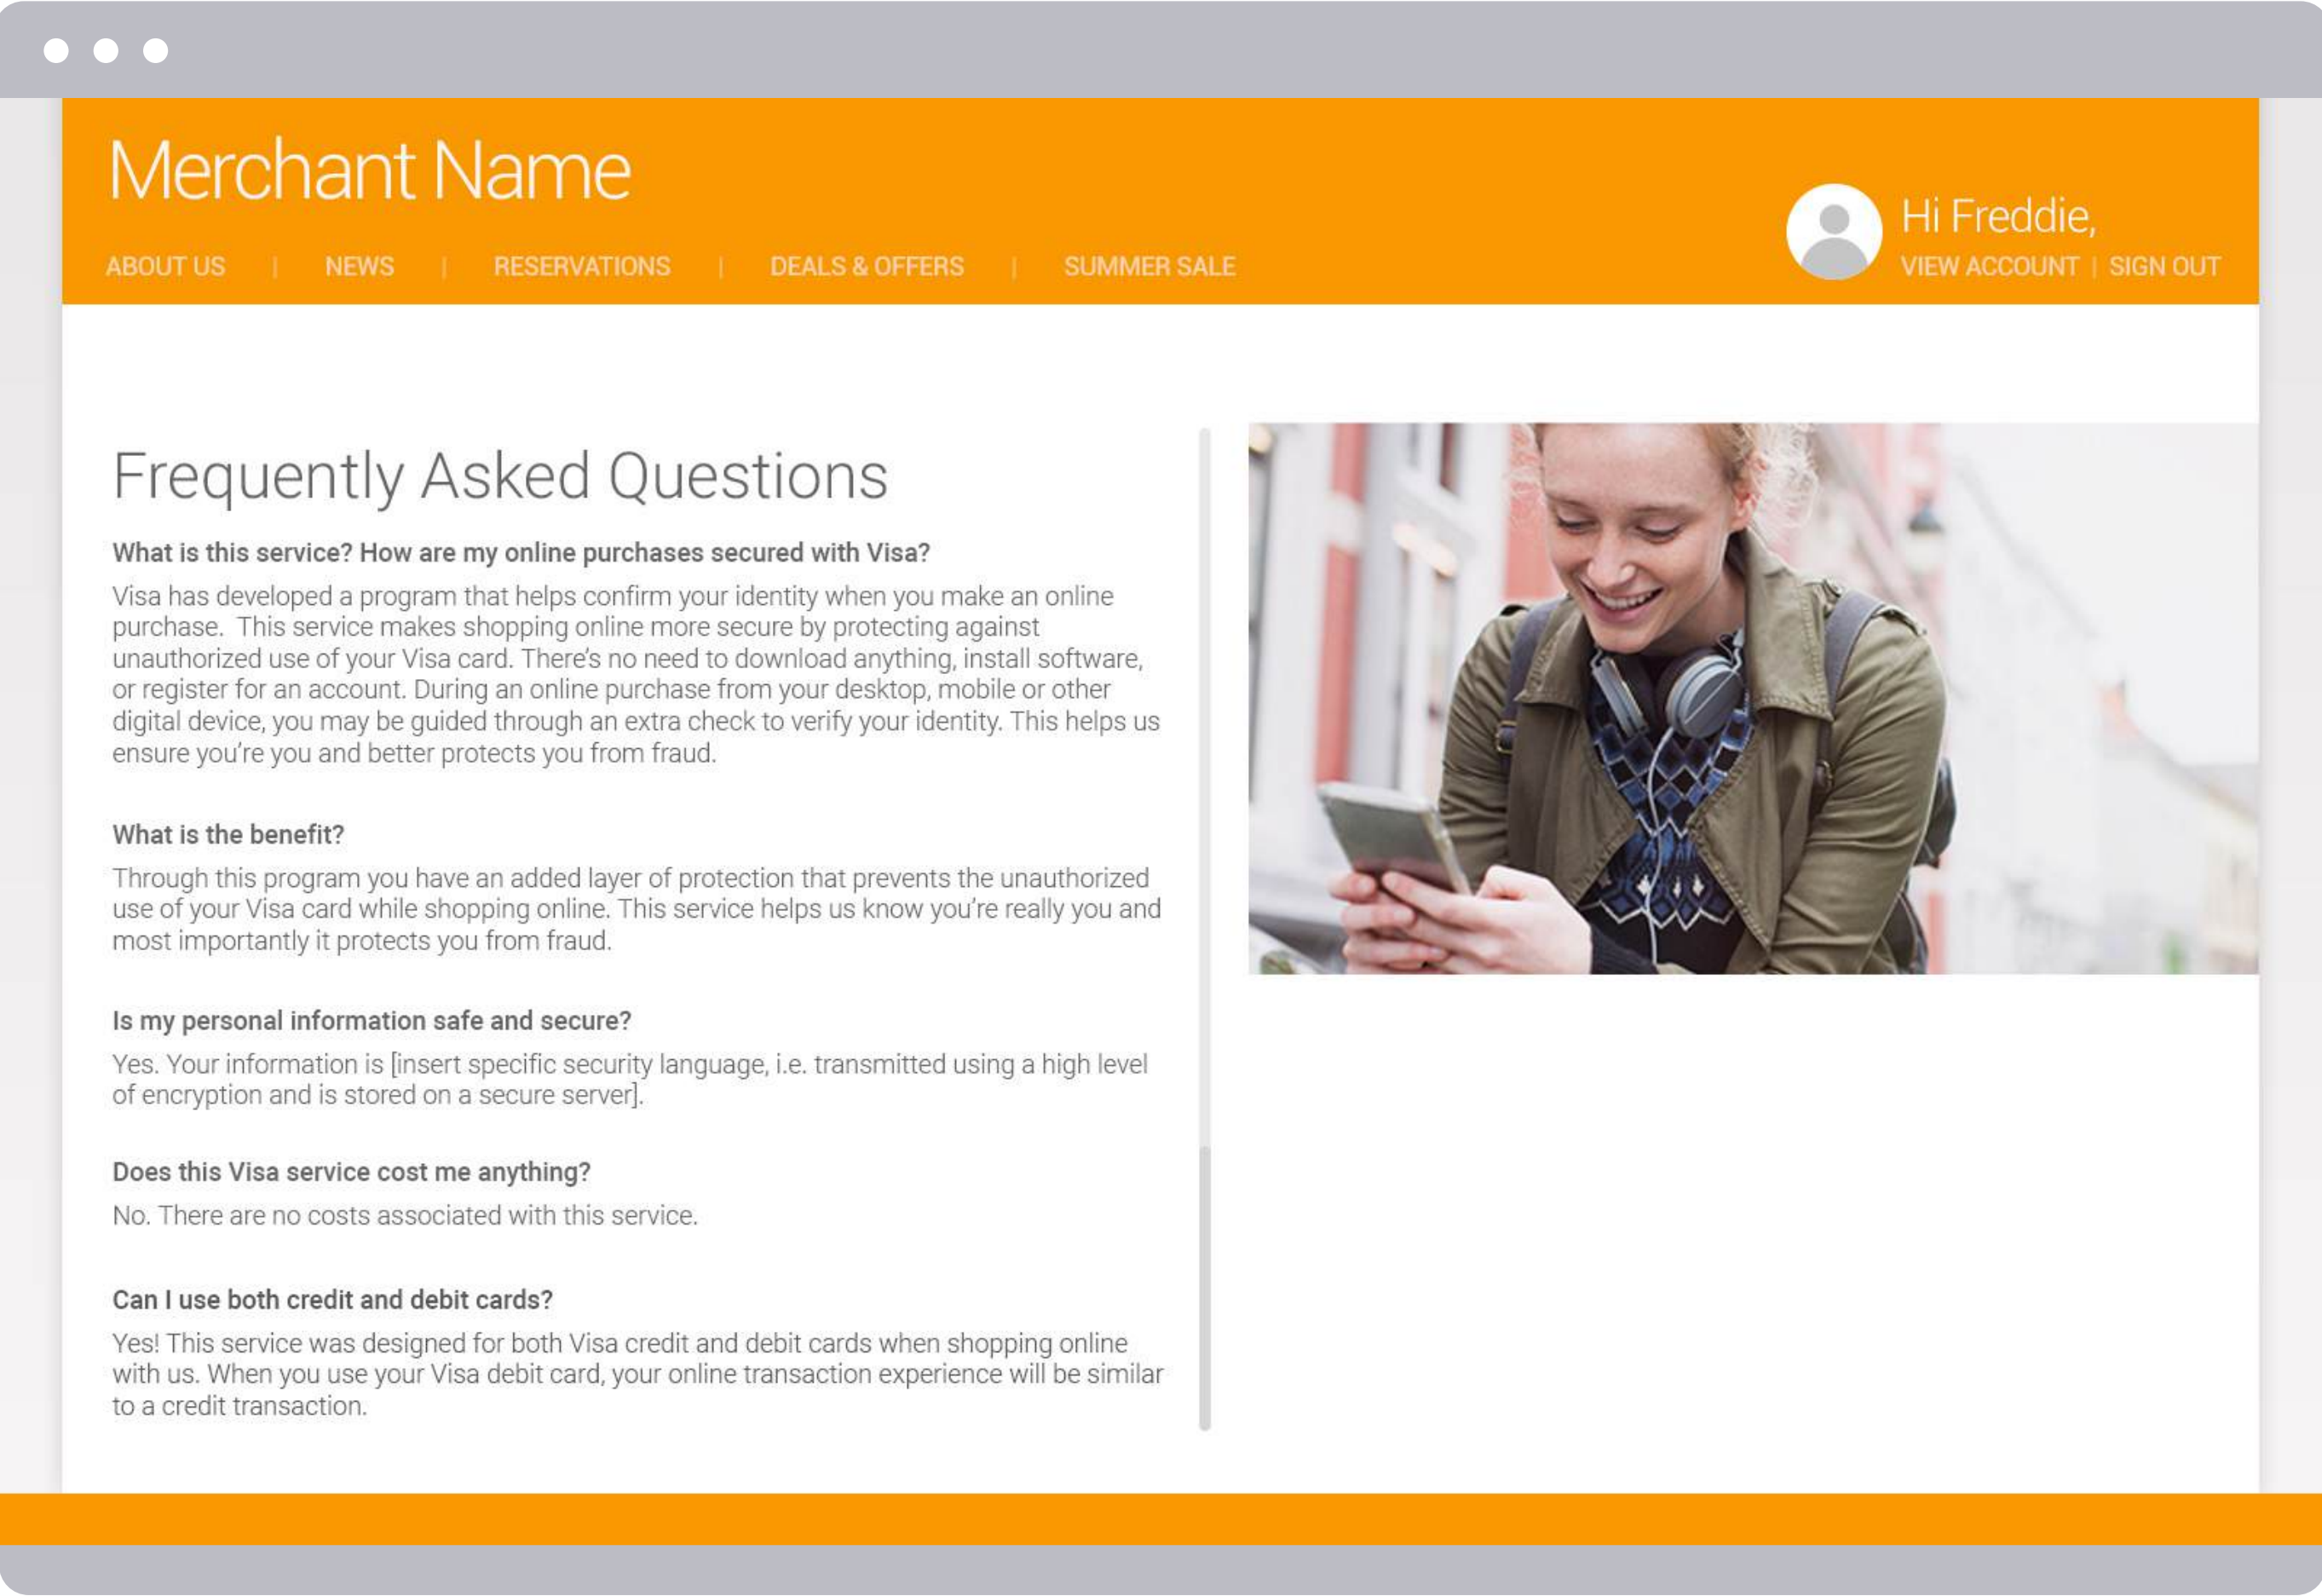 Merchant Name
ABOUT US | NEWS | RESERVATIONS | DEALS & OFFERS | SUMMER SALE
Hi Freddie,
VIEW ACCOUNT | SIGN OUT
Frequently Asked Questions
What is this service? How are my online purchases secured with Visa?
Visa has developed a program that helps confirm your identity when you make an online
purchase.  This service makes shopping online more secure by protecting against
unauthorized use of your Visa card. There’s no need to download anything, install software,
or register for an account. During an online purchase from your desktop, mobile or other
digital device, you may be guided through an extra check to verify your identity. This helps us
ensure you’re you and better protects you from fraud.
What is the benefit?
Through this program you have an added layer of protection that prevents the unauthorized
use of your Visa card while shopping online. This service helps us know you’re really you and
most importantly it protects you from fraud.
Is my personal information safe and secure?
Yes. Your information is [insert specific security language, i.e. transmitted using a high level
of encryption and is stored on a secure server].
Does this Visa service cost me anything?
No. There are no costs associated with this service.
Can I use both credit and debit cards?
Yes! This service was designed for both Visa credit and debit cards when shopping online
with us. When you use your Visa debit card, your online transaction experience will be similar
to a credit transaction.